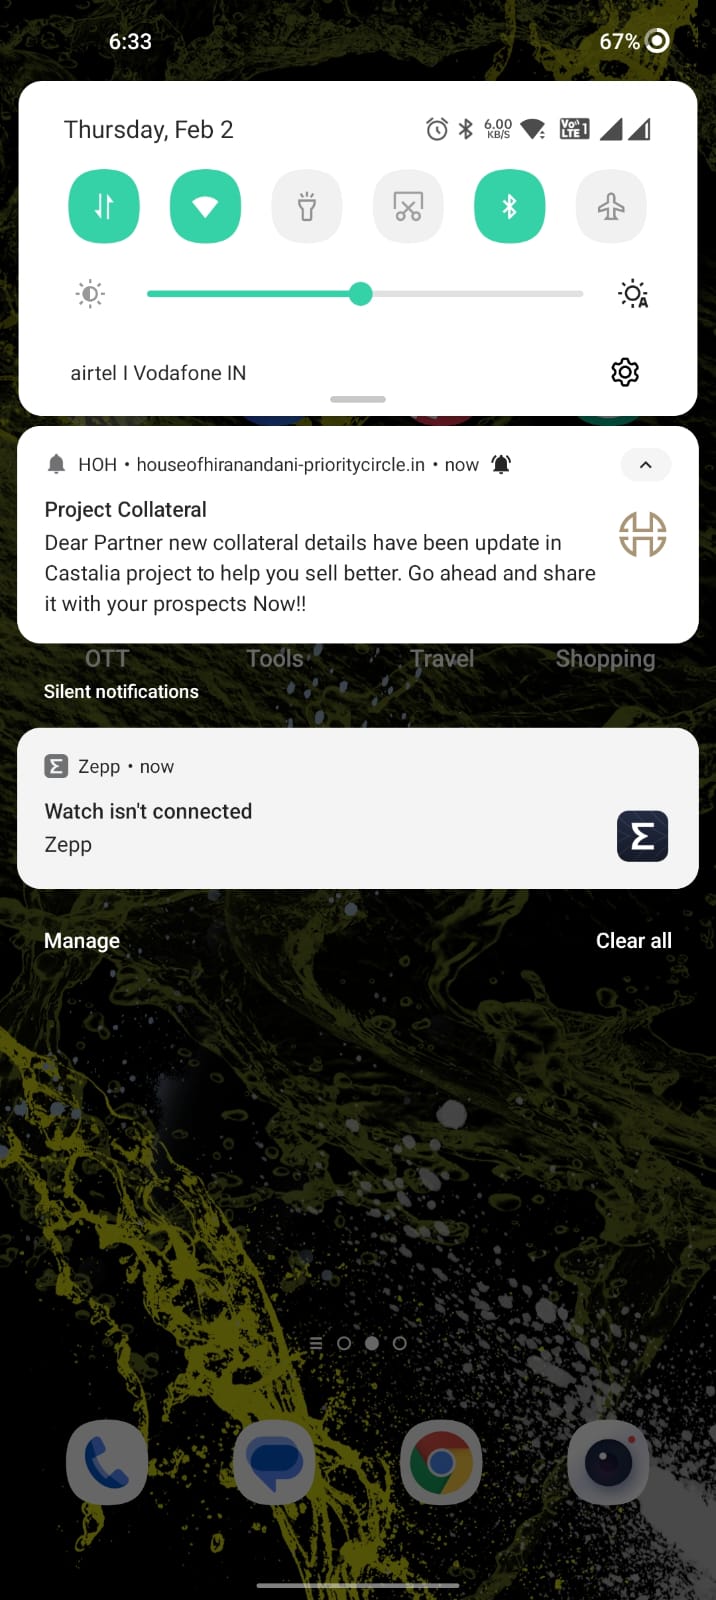 6:33
67%
Thursday, Feb 2
6.00
KB/S
Vo))
LTE 1
airtel | Vodafone IN
HOH • houseofhiranandani-prioritycircle.in • now
Project Collateral
Dear Partner new collateral details have been update in
Castalia project to help you sell better. Go ahead and share
it with your prospects Now!!
OTT Tools Travel Shopping
Silent notifications
Zepp • now
Watch isn't connected
Zepp
Manage
Clear all